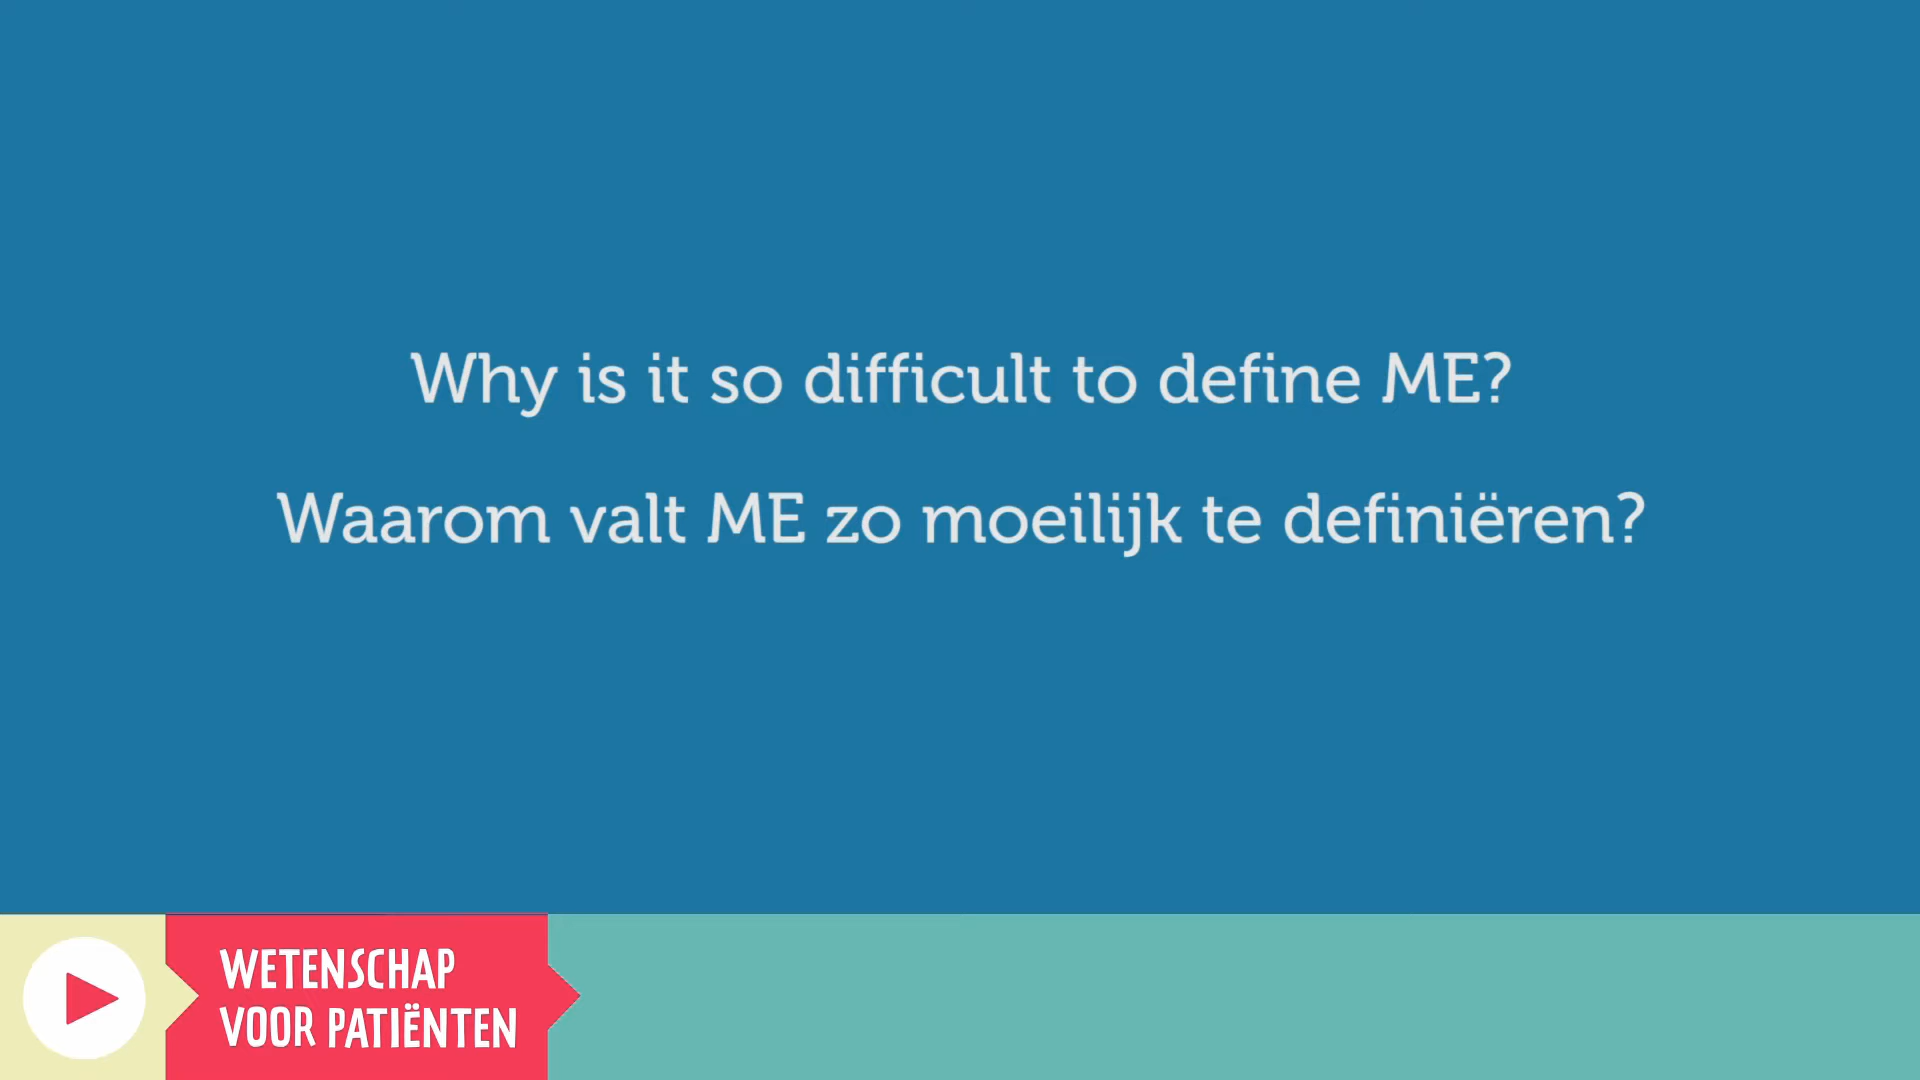 Why is it so difficult to define ME?
Waarom valt ME zo moeilijk te definiëren?
WETENSCHAP
VOOR PATIËNTEN